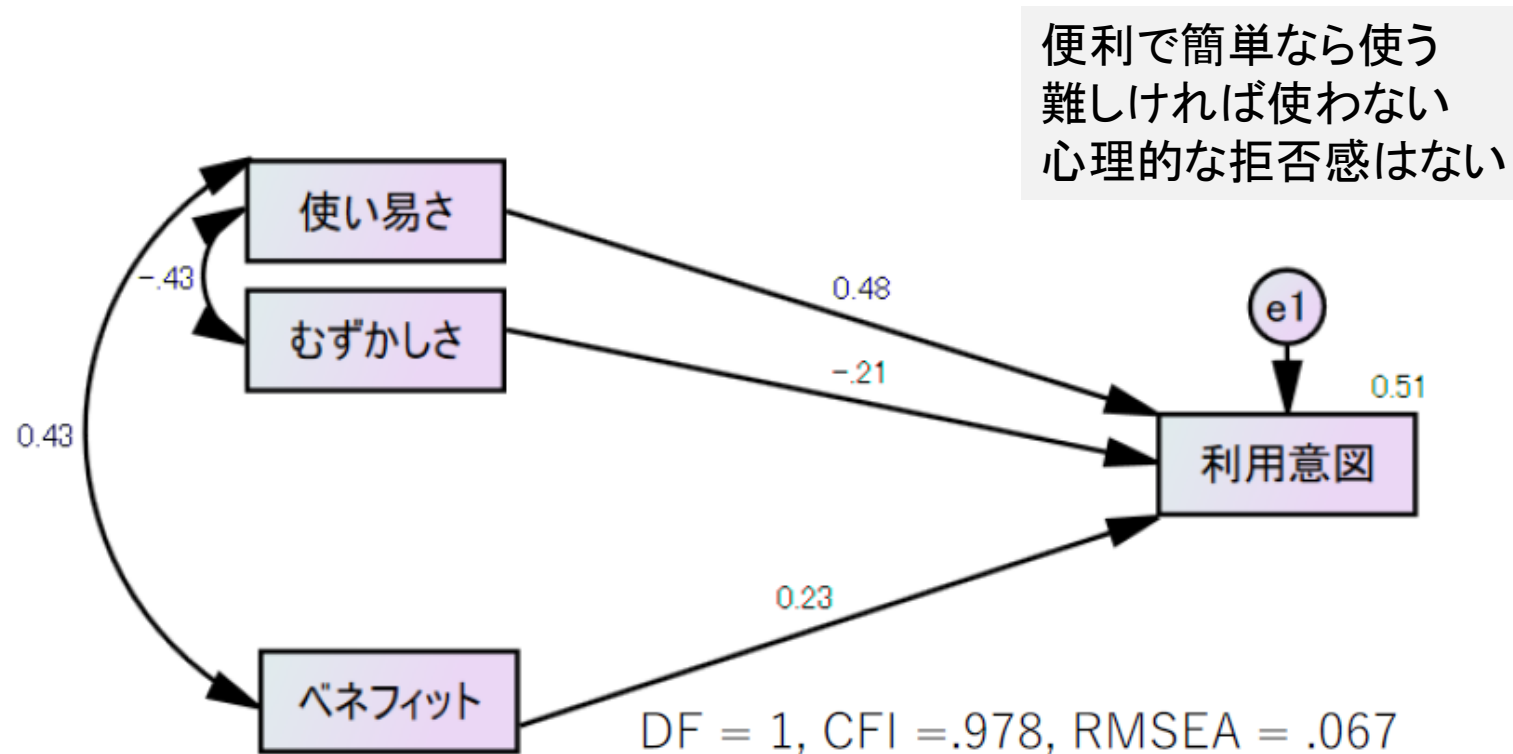 便利で簡単なら使う
難しければ使わない
心理的な拒否感はない
使い易さ
-.43
0.48
むずかしさ
e1
-.21
0.51
0.43
利用意図
0.23
ベネフィット
DF = 1, CFI =.978, RMSEA = .067